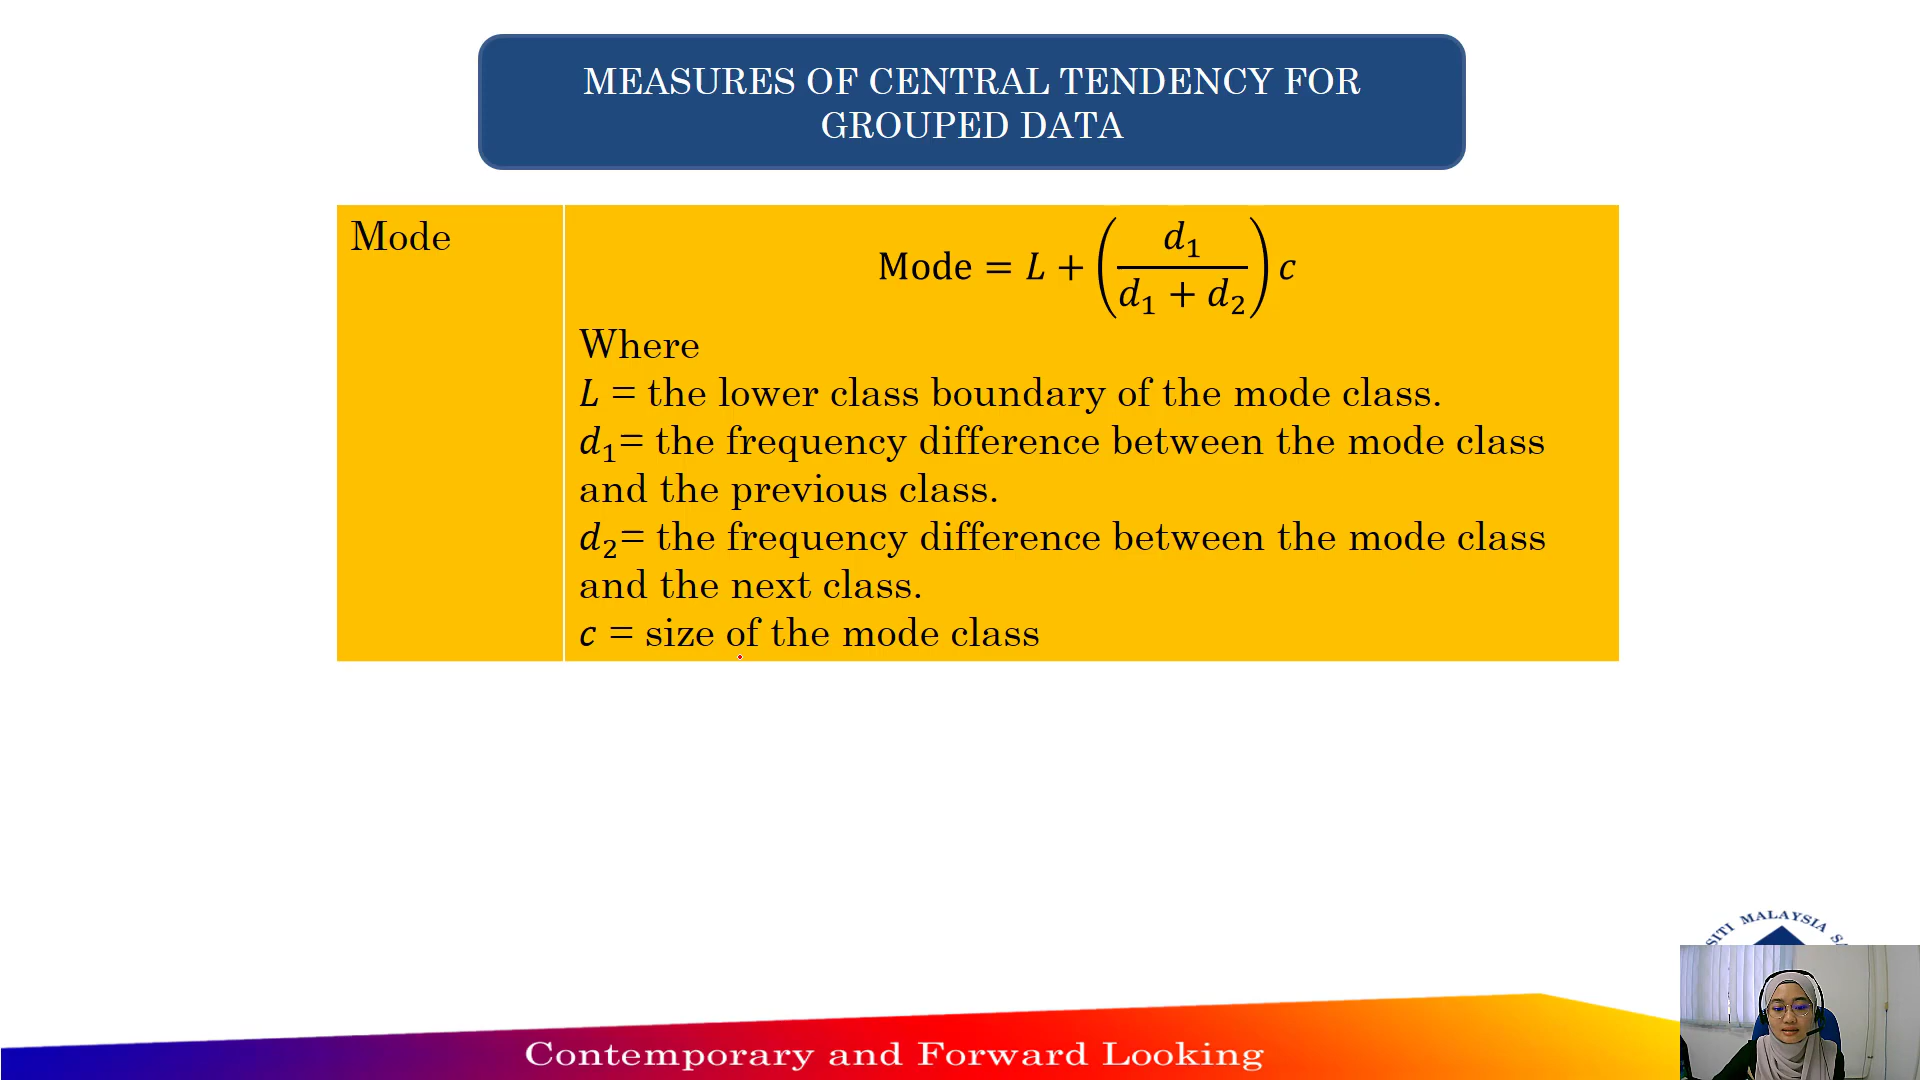 MEASURES OF CENTRAL TENDENCY FOR
GROUPED DATA
Mode
Mode = L + (d₁ / (d₁ + d₂)) c
Where
L = the lower class boundary of the mode class.
d₁= the frequency difference between the mode class
and the previous class.
d₂= the frequency difference between the mode class
and the next class.
c = size of the mode class
MALAYSIA
Contemporary and Forward Looking